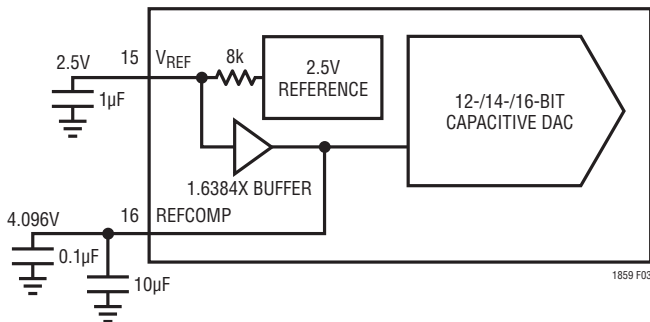 2.5V
15
VREF
8k
2.5V
REFERENCE
12-/14-/16-BIT
CAPACITIVE DAC
1µF
1.6384X BUFFER
4.096V
16
REFCOMP
0.1µF
10µF
1859 F03